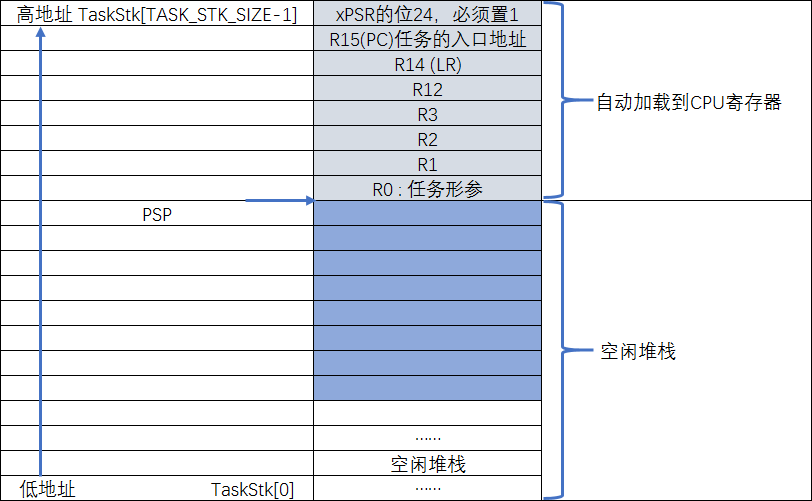 高地址 TaskStk[TASK_STK_SIZE-1]
xPSR的位24，必须置1
R15(PC)任务的入口地址
R14 (LR)
R12
R3
R2
R1
R0 : 任务形参
自动加载到CPU寄存器
PSP
空闲堆栈
……
空闲堆栈
低地址 TaskStk[0]
……